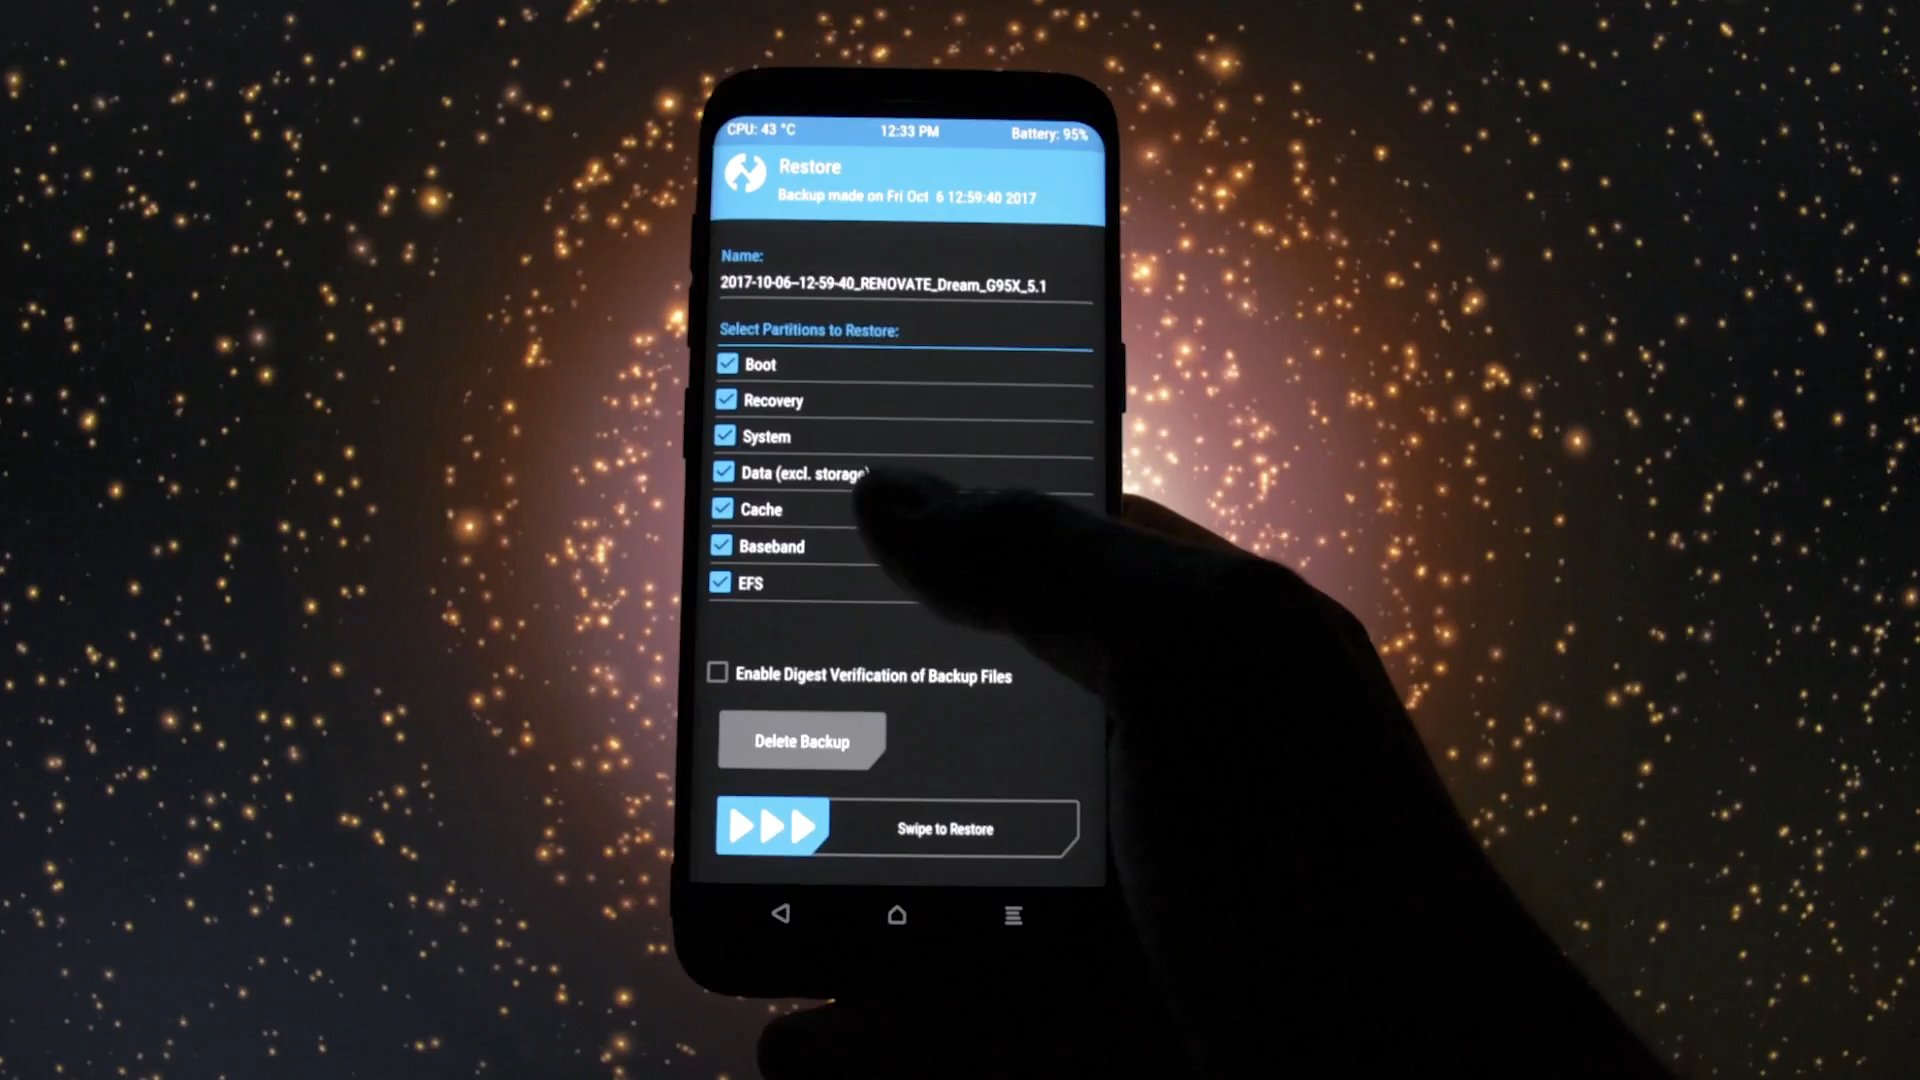 CPU: 43 °C 12:33 PM Battery: 95%
Restore
Backup made on Fri Oct 6 12:59:40 2017
Name:
2017-10-06--12-59-40_RENOVATE_Dream_G95X_5.1
Select Partitions to Restore:
Boot
Recovery
System
Data (excl. storage)
Cache
Baseband
EFS
Enable Digest Verification of Backup Files
Delete Backup
Swipe to Restore